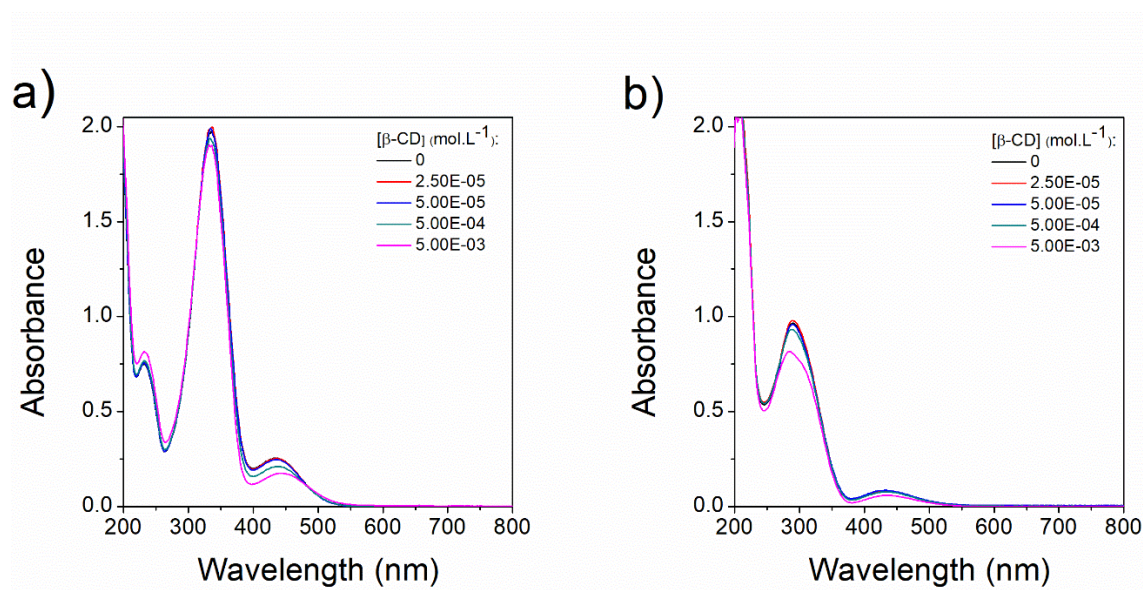 a)
Absorbance
2.0
1.5
1.0
0.5
0.0
[β-CD] (mol.L⁻¹):
0
2.50E-05
5.00E-05
5.00E-04
5.00E-03
200 300 400 500 600 700 800
Wavelength (nm)
b)
Absorbance
2.0
1.5
1.0
0.5
0.0
[β-CD] (mol.L⁻¹):
0
2.50E-05
5.00E-05
5.00E-04
5.00E-03
200 300 400 500 600 700 800
Wavelength (nm)